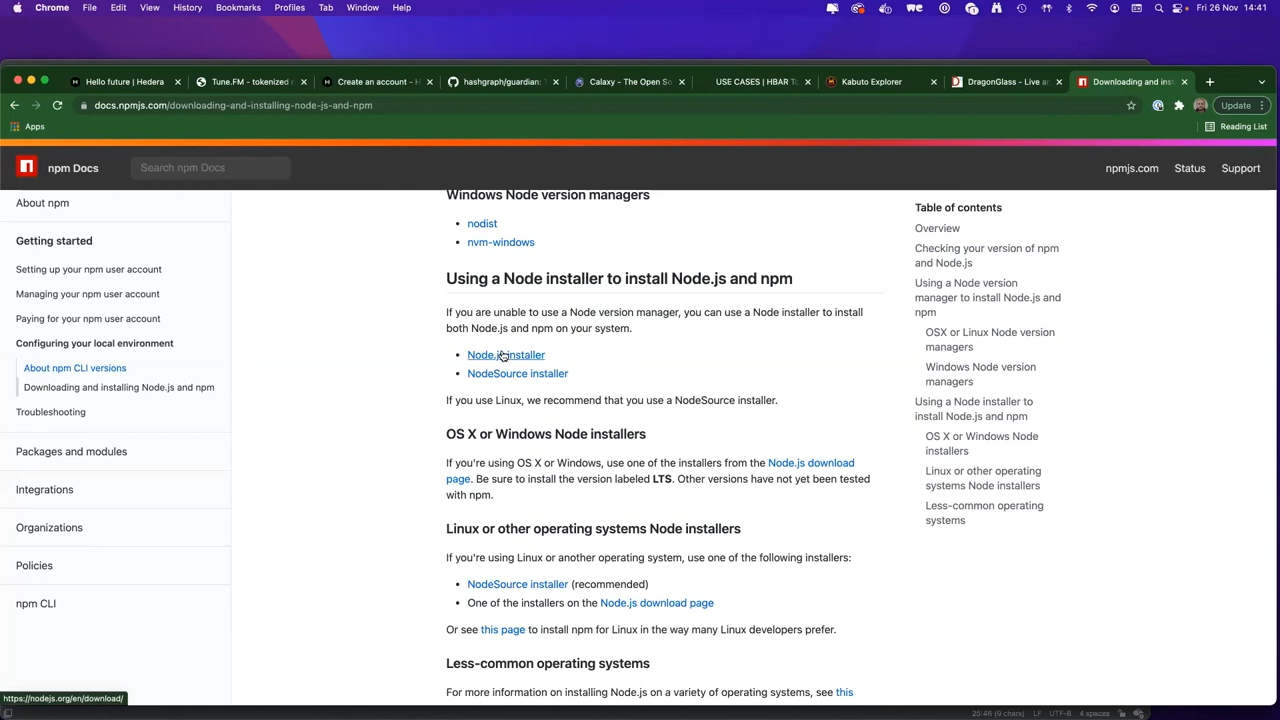 Chrome File Edit View History Bookmarks Profiles Tab Window Help Fri 26 Nov 14:41
Hello future | Hedera
Tune.FM - tokenized m
Create an account - H
hashgraph/guardian: T
Calaxy - The Open So
USE CASES | HBAR To
Kabuto Explorer
DragonGlass - Live an
Downloading and inst
docs.npmjs.com/downloading-and-installing-node-js-and-npm
Update
Apps
Reading List
npm Docs
Search npm Docs
npmjs.com Status Support
About npm
Getting started
Setting up your npm user account
Managing your npm user account
Paying for your npm user account
Configuring your local environment
About npm CLI versions
Downloading and installing Node.js and npm
Troubleshooting
Packages and modules
Integrations
Organizations
Policies
npm CLI
Windows Node version managers
• nodist
• nvm-windows
Using a Node installer to install Node.js and npm
If you are unable to use a Node version manager, you can use a Node installer to install
both Node.js and npm on your system.
• Node.js installer
• NodeSource installer
If you use Linux, we recommend that you use a NodeSource installer.
OS X or Windows Node installers
If you're using OS X or Windows, use one of the installers from the Node.js download
page. Be sure to install the version labeled LTS. Other versions have not yet been tested
with npm.
Linux or other operating systems Node installers
If you're using Linux or another operating system, use one of the following installers:
• NodeSource installer (recommended)
• One of the installers on the Node.js download page
Or see this page to install npm for Linux in the way many Linux developers prefer.
Less-common operating systems
For more information on installing Node.js on a variety of operating systems, see this
Table of contents
Overview
Checking your version of npm
and Node.js
Using a Node version
manager to install Node.js and
npm
OSX or Linux Node version
managers
Windows Node version
managers
Using a Node installer to
install Node.js and npm
OS X or Windows Node
installers
Linux or other operating
systems Node installers
Less-common operating
systems
https://nodejs.org/en/download/
25:46 (9 chars) LF UTF-8 4 spaces